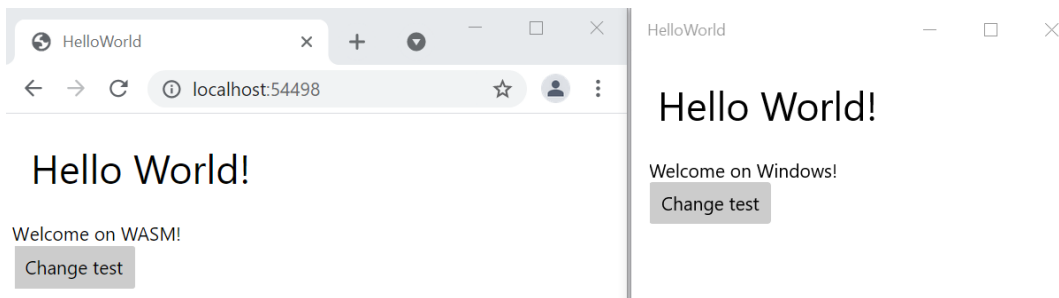 HelloWorld
localhost:54498
Hello World!
Welcome on WASM!
Change test
HelloWorld
Hello World!
Welcome on Windows!
Change test